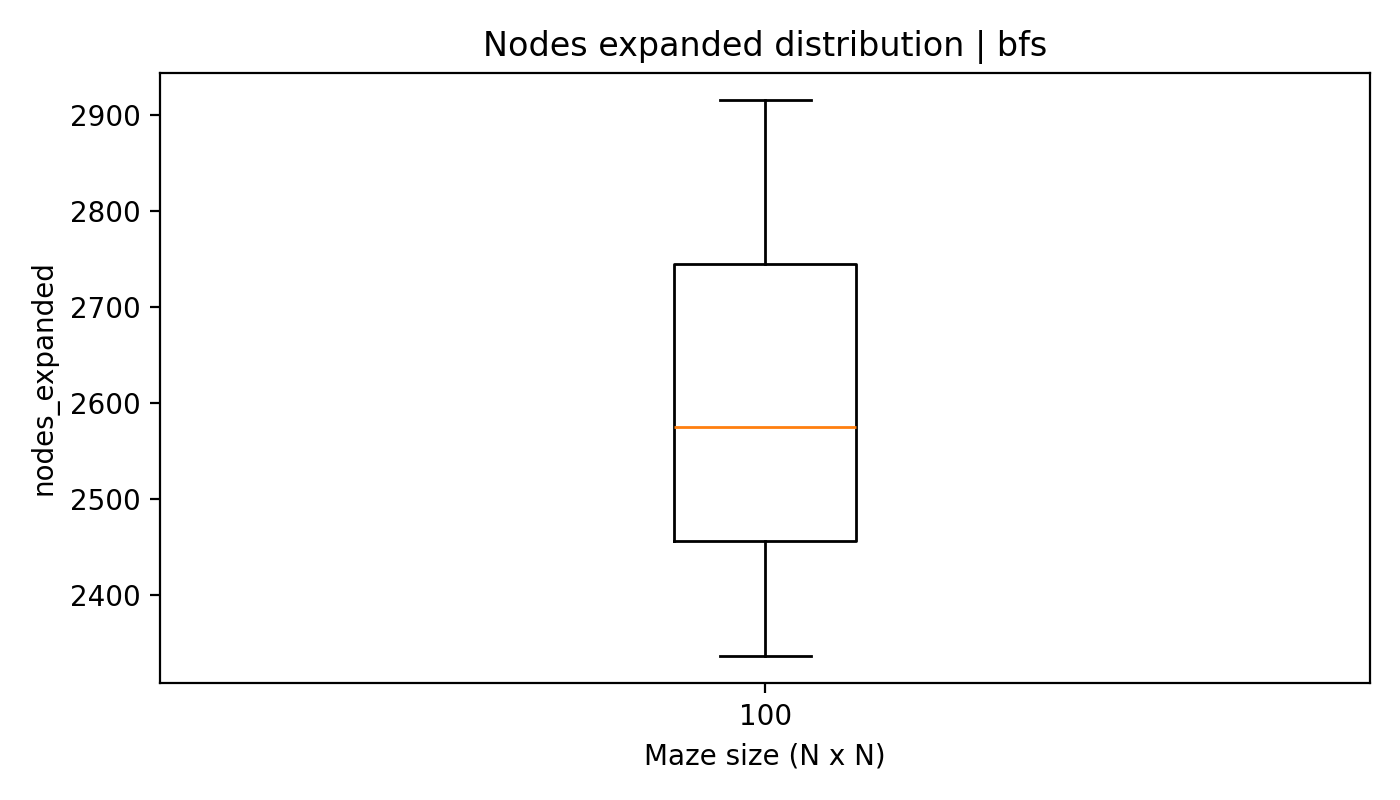 Nodes expanded distribution | bfs
2900
2800
2700
2600
2500
2400
nodes_expanded
100
Maze size (N x N)